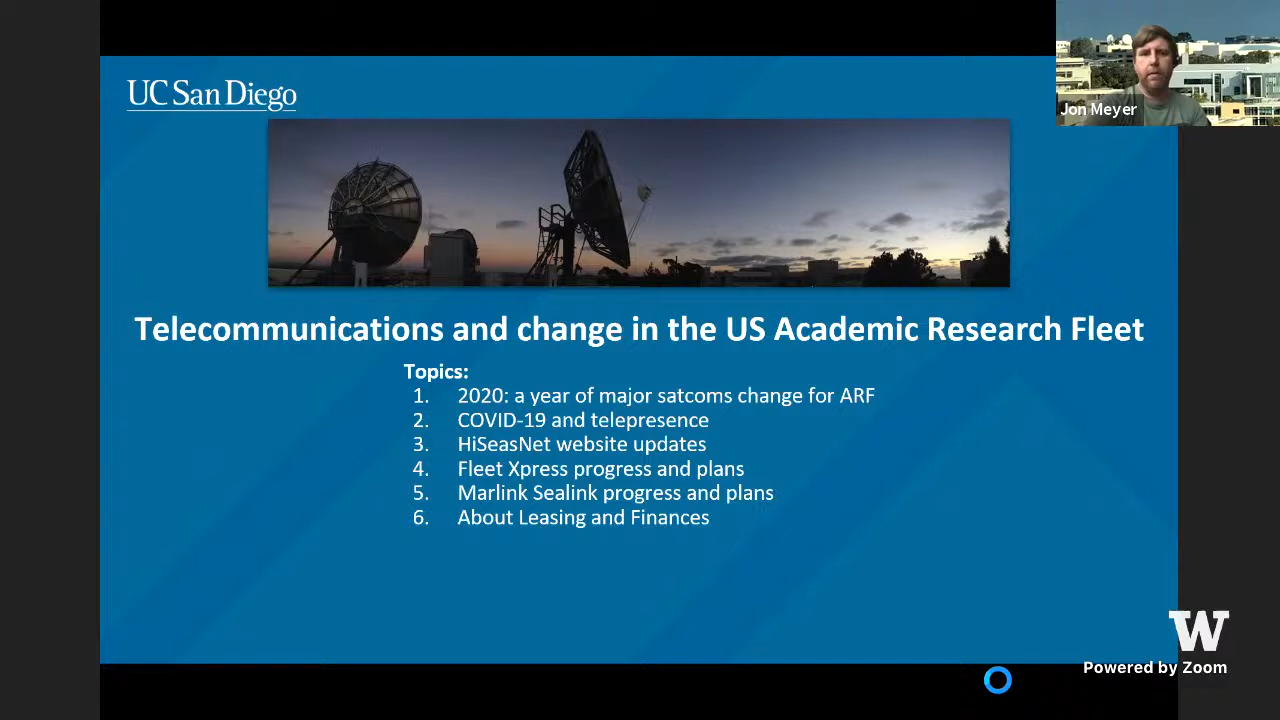 UC San Diego
Jon Meyer
Telecommunications and change in the US Academic Research Fleet
Topics:
1. 2020: a year of major satcoms change for ARF
2. COVID-19 and telepresence
3. HiSeasNet website updates
4. Fleet Xpress progress and plans
5. Marlink Sealink progress and plans
6. About Leasing and Finances
W
Powered by Zoom